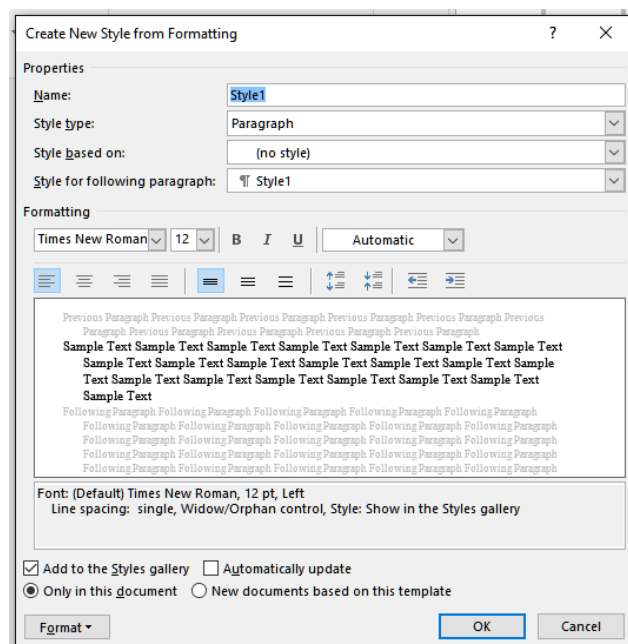 Create New Style from Formatting ? X
Properties
Name: Style1
Style type: Paragraph
Style based on: (no style)
Style for following paragraph: ¶ Style1
Formatting
Times New Roman 12 B I U Automatic
Previous Paragraph Previous Paragraph Previous Paragraph Previous Paragraph Previous Paragraph Previous
Paragraph Previous Paragraph Previous Paragraph Previous Paragraph Previous Paragraph
Sample Text Sample Text Sample Text Sample Text Sample Text Sample Text Sample Text
Sample Text Sample Text Sample Text Sample Text Sample Text Sample Text Sample
Text Sample Text Sample Text Sample Text Sample Text Sample Text Sample Text
Sample Text
Following Paragraph Following Paragraph Following Paragraph Following Paragraph Following Paragraph
Following Paragraph Following Paragraph Following Paragraph Following Paragraph Following Paragraph
Following Paragraph Following Paragraph Following Paragraph Following Paragraph Following Paragraph
Following Paragraph Following Paragraph Following Paragraph Following Paragraph Following Paragraph
Following Paragraph Following Paragraph Following Paragraph Following Paragraph Following Paragraph
Font: (Default) Times New Roman, 12 pt, Left
Line spacing: single, Widow/Orphan control, Style: Show in the Styles gallery
Add to the Styles gallery Automatically update
Only in this document New documents based on this template
Format OK Cancel